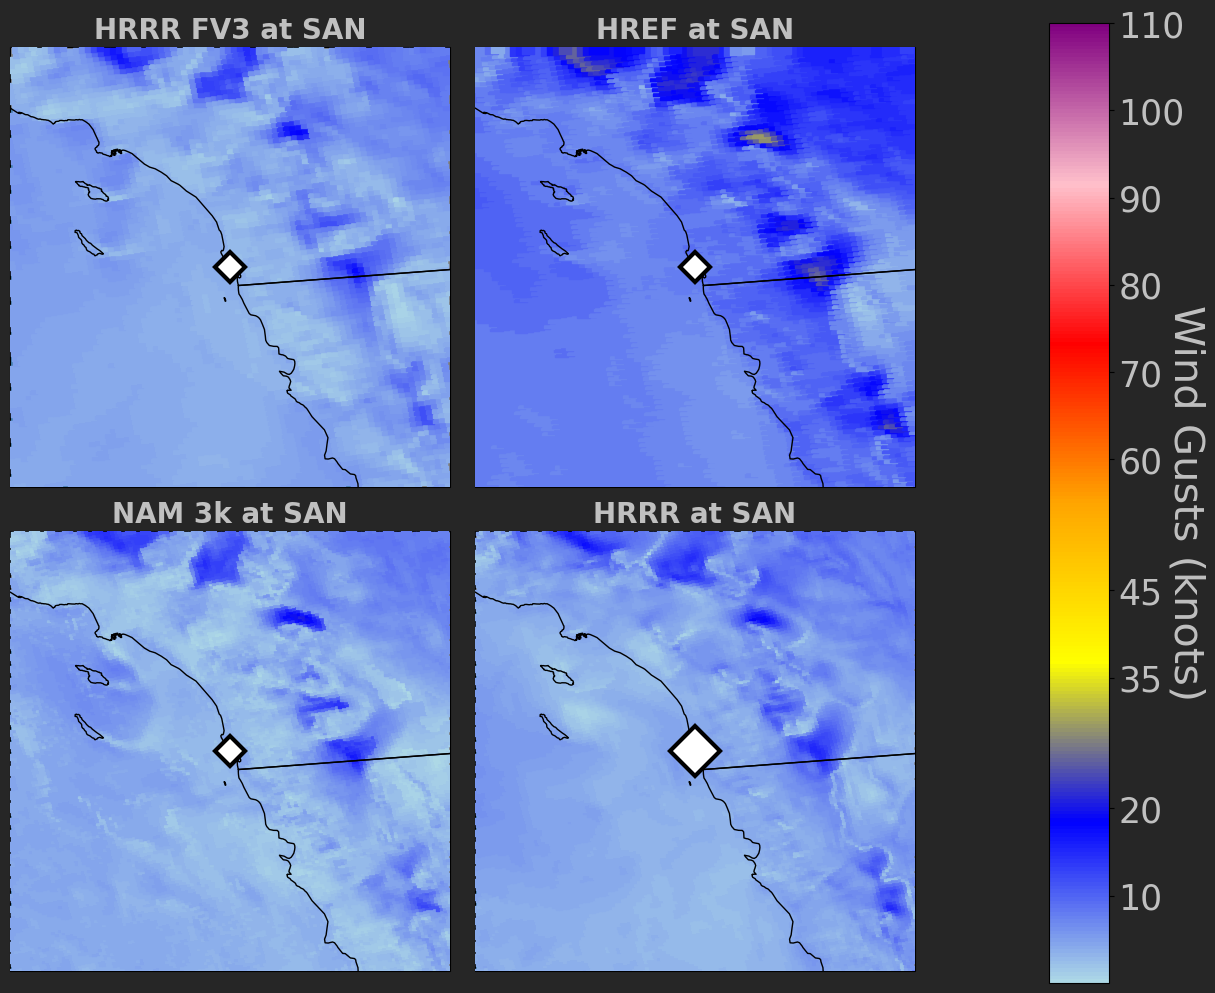 HRRR FV3 at SAN
HREF at SAN
NAM 3k at SAN
HRRR at SAN
110
100
90
80
70
60
45
35
20
10
Wind Gusts (knots)